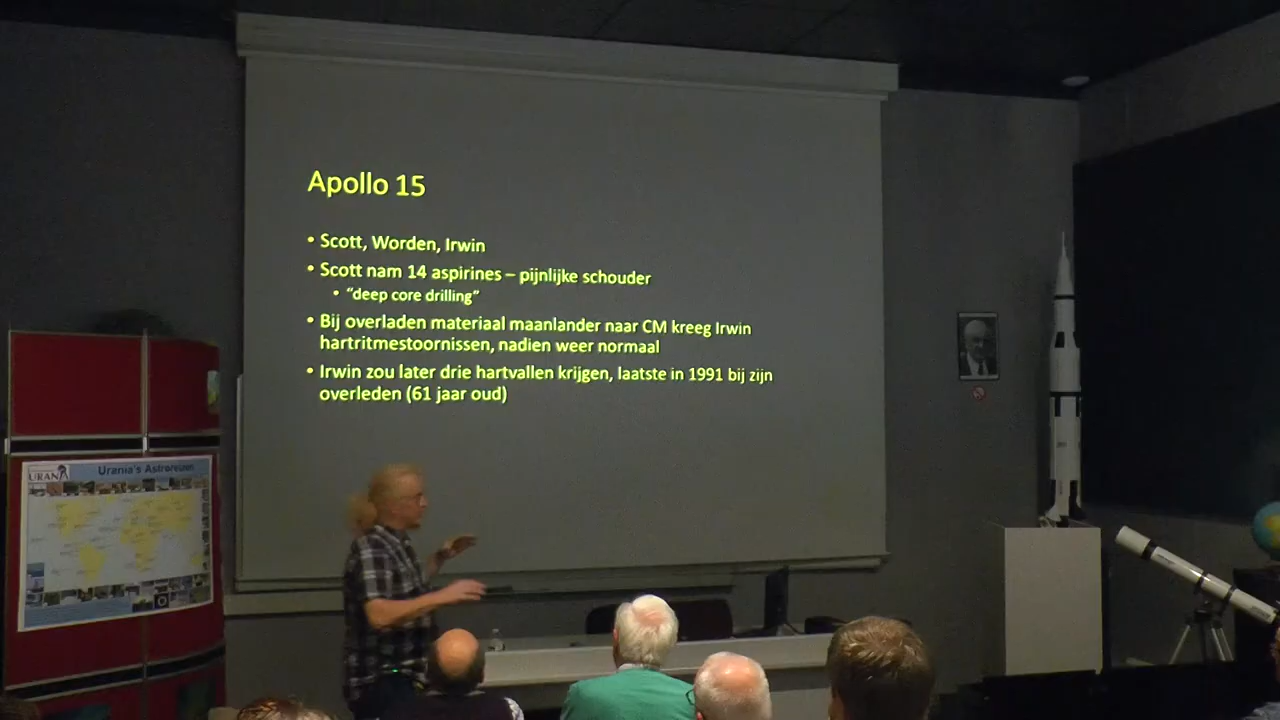 Apollo 15
• Scott, Worden, Irwin
• Scott nam 14 aspirines – pijnlijke schouder
• "deep core drilling"
• Bij overladen materiaal maanlander naar CM kreeg Irwin
hartritmestoornissen, nadien weer normaal
• Irwin zou later drie hartvallen krijgen, laatste in 1991 bij zijn
overleden (61 jaar oud)
URANIA
Urania's Astroreizen